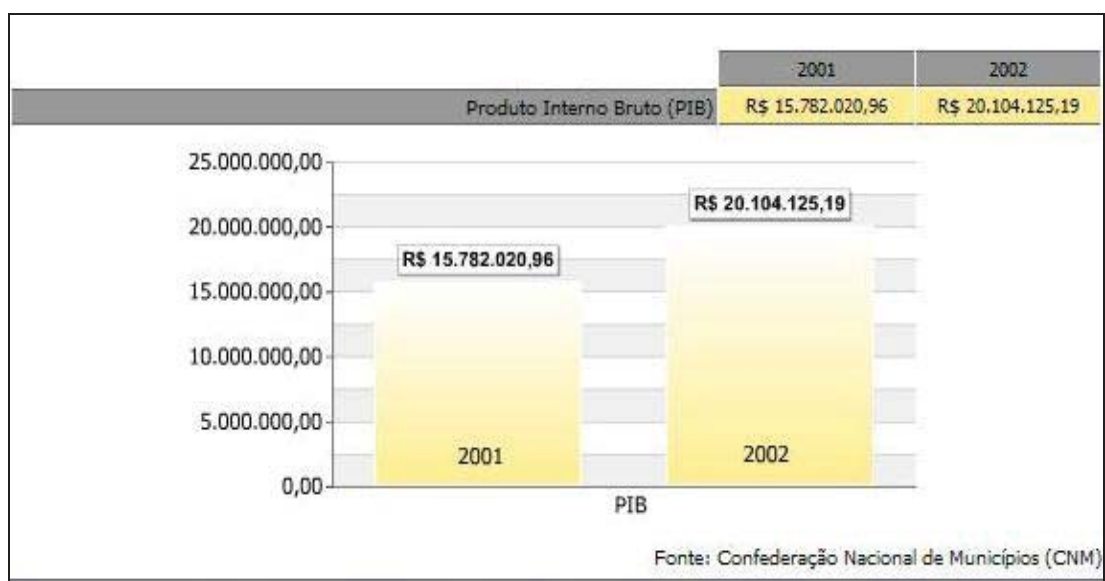 2001 2002
Produto Interno Bruto (PIB) R$ 15.782.020,96 R$ 20.104.125,19
25.000.000,00
R$ 20.104.125,19
20.000.000,00
R$ 15.782.020,96
15.000.000,00
10.000.000,00
5.000.000,00
2001 2002
0,00
PIB
Fonte: Confederação Nacional de Municípios (CNM)